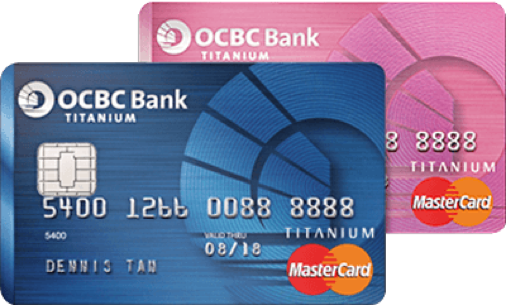 OCBC Bank
TITANIUM
8888
TITANIUM
MasterCard
OCBC Bank
TITANIUM
5400 1266 0088 8888
5400
VALID THRU
08/18
TITANIUM
DENNIS TAN
MasterCard